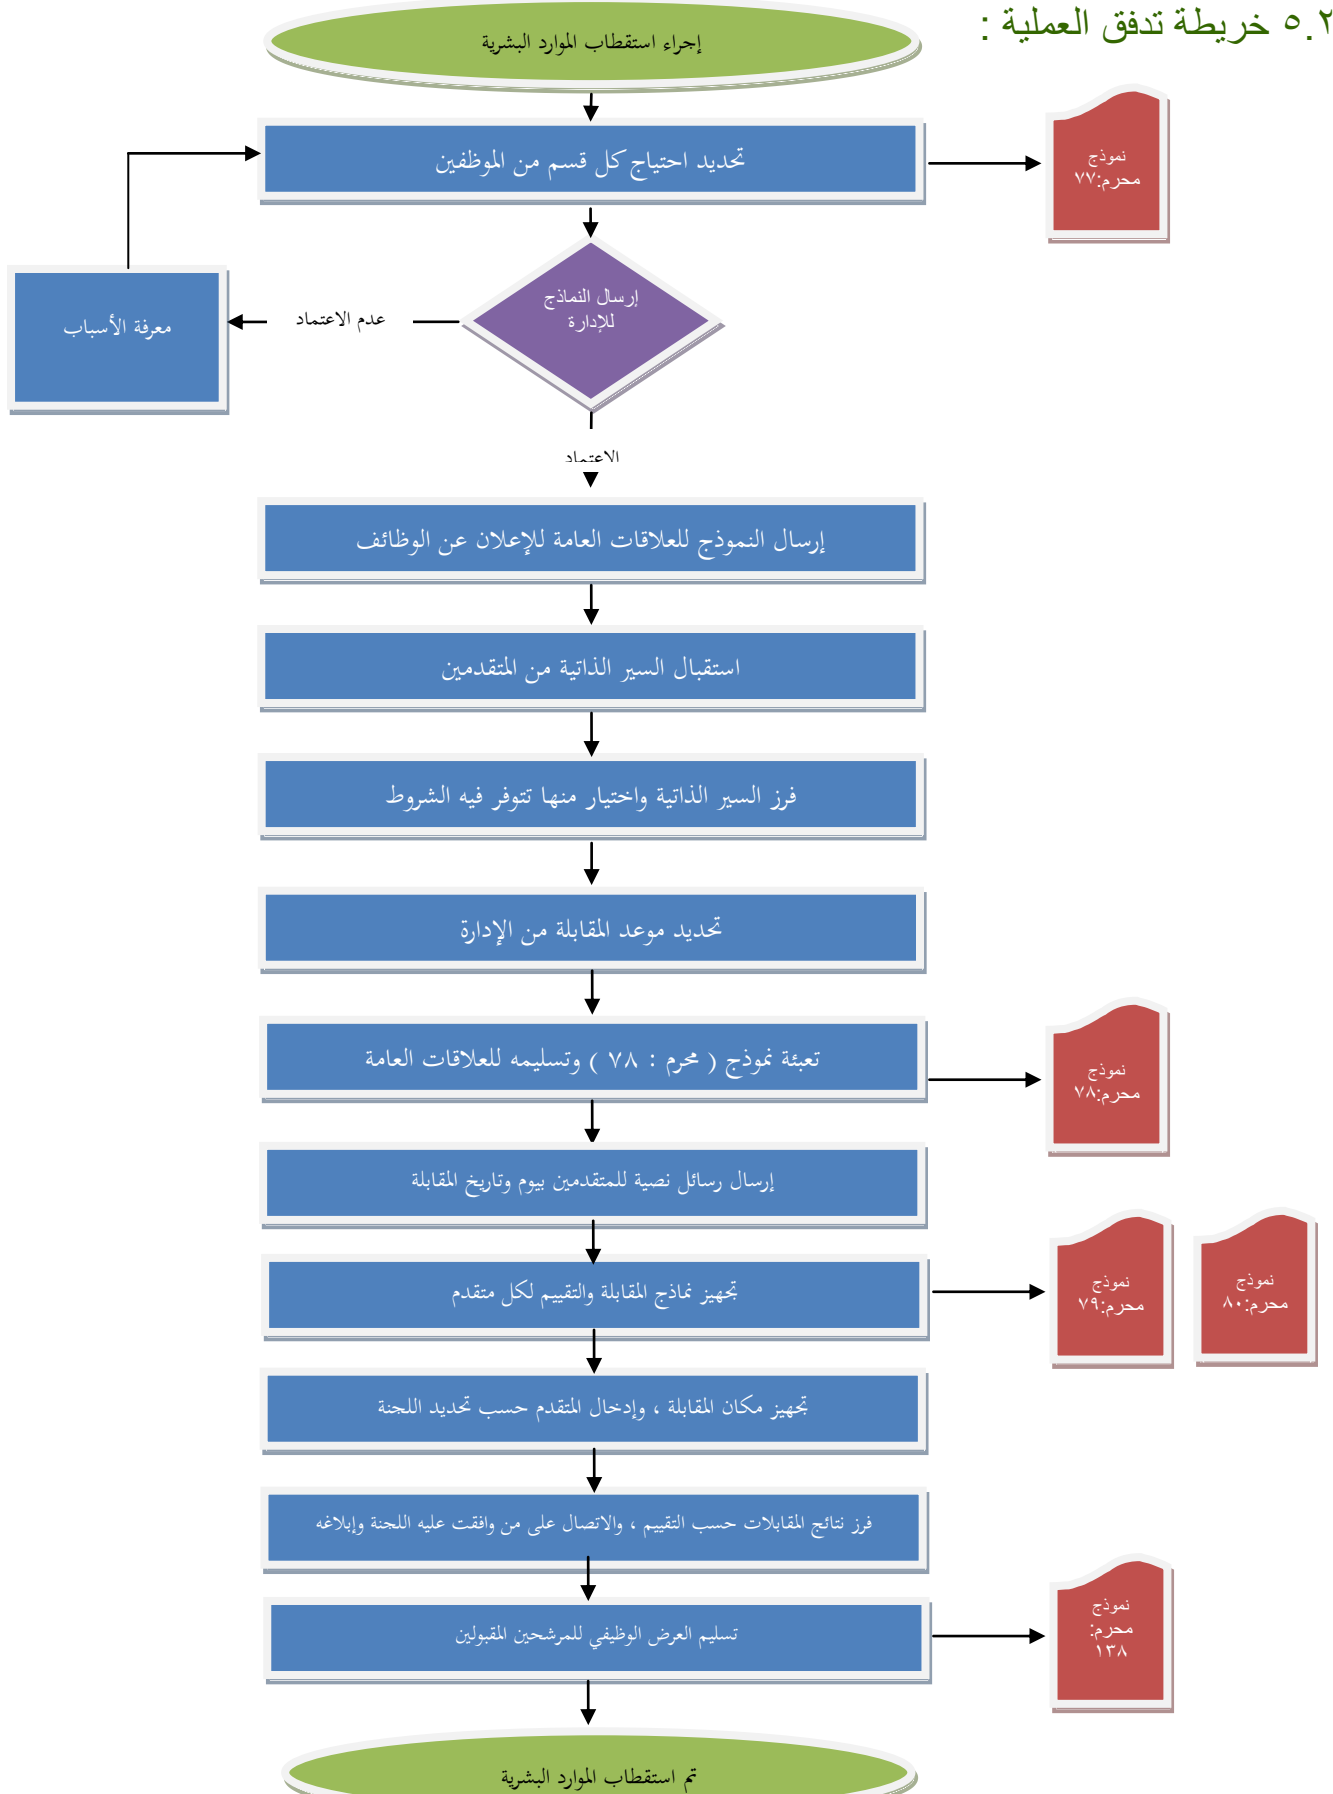 ٥.٢ خريطة تدفق العملية :
إجراء استقطاب الموارد البشرية
تحديد احتياج كل قسم من الموظفين
نموذج
محرم:٧٧
إرسال النماذج
للإدارة
عدم الاعتماد
معرفة الأسباب
الاعتماد
إرسال النموذج للعلاقات العامة للإعلان عن الوظائف
استقبال السير الذاتية من المتقدمين
فرز السير الذاتية واختيار منها تتوفر فيه الشروط
تحديد موعد المقابلة من الإدارة
تعبئة نموذج ( محرم : ٧٨ ) وتسليمه للعلاقات العامة
نموذج
محرم:٧٨
إرسال رسائل نصية للمتقدمين بيوم وتاريخ المقابلة
تجهيز نماذج المقابلة والتقييم لكل متقدم
نموذج
محرم:٧٩
نموذج
محرم:٨٠
تجهيز مكان المقابلة ، وإدخال المتقدم حسب تحديد اللجنة
فرز نتائج المقابلات حسب التقييم ، والاتصال على من وافقت عليه اللجنة وإبلاغه
تسليم العرض الوظيفي للمرشحين المقبولين
نموذج
محرم:
١٣٨
تم استقطاب الموارد البشرية